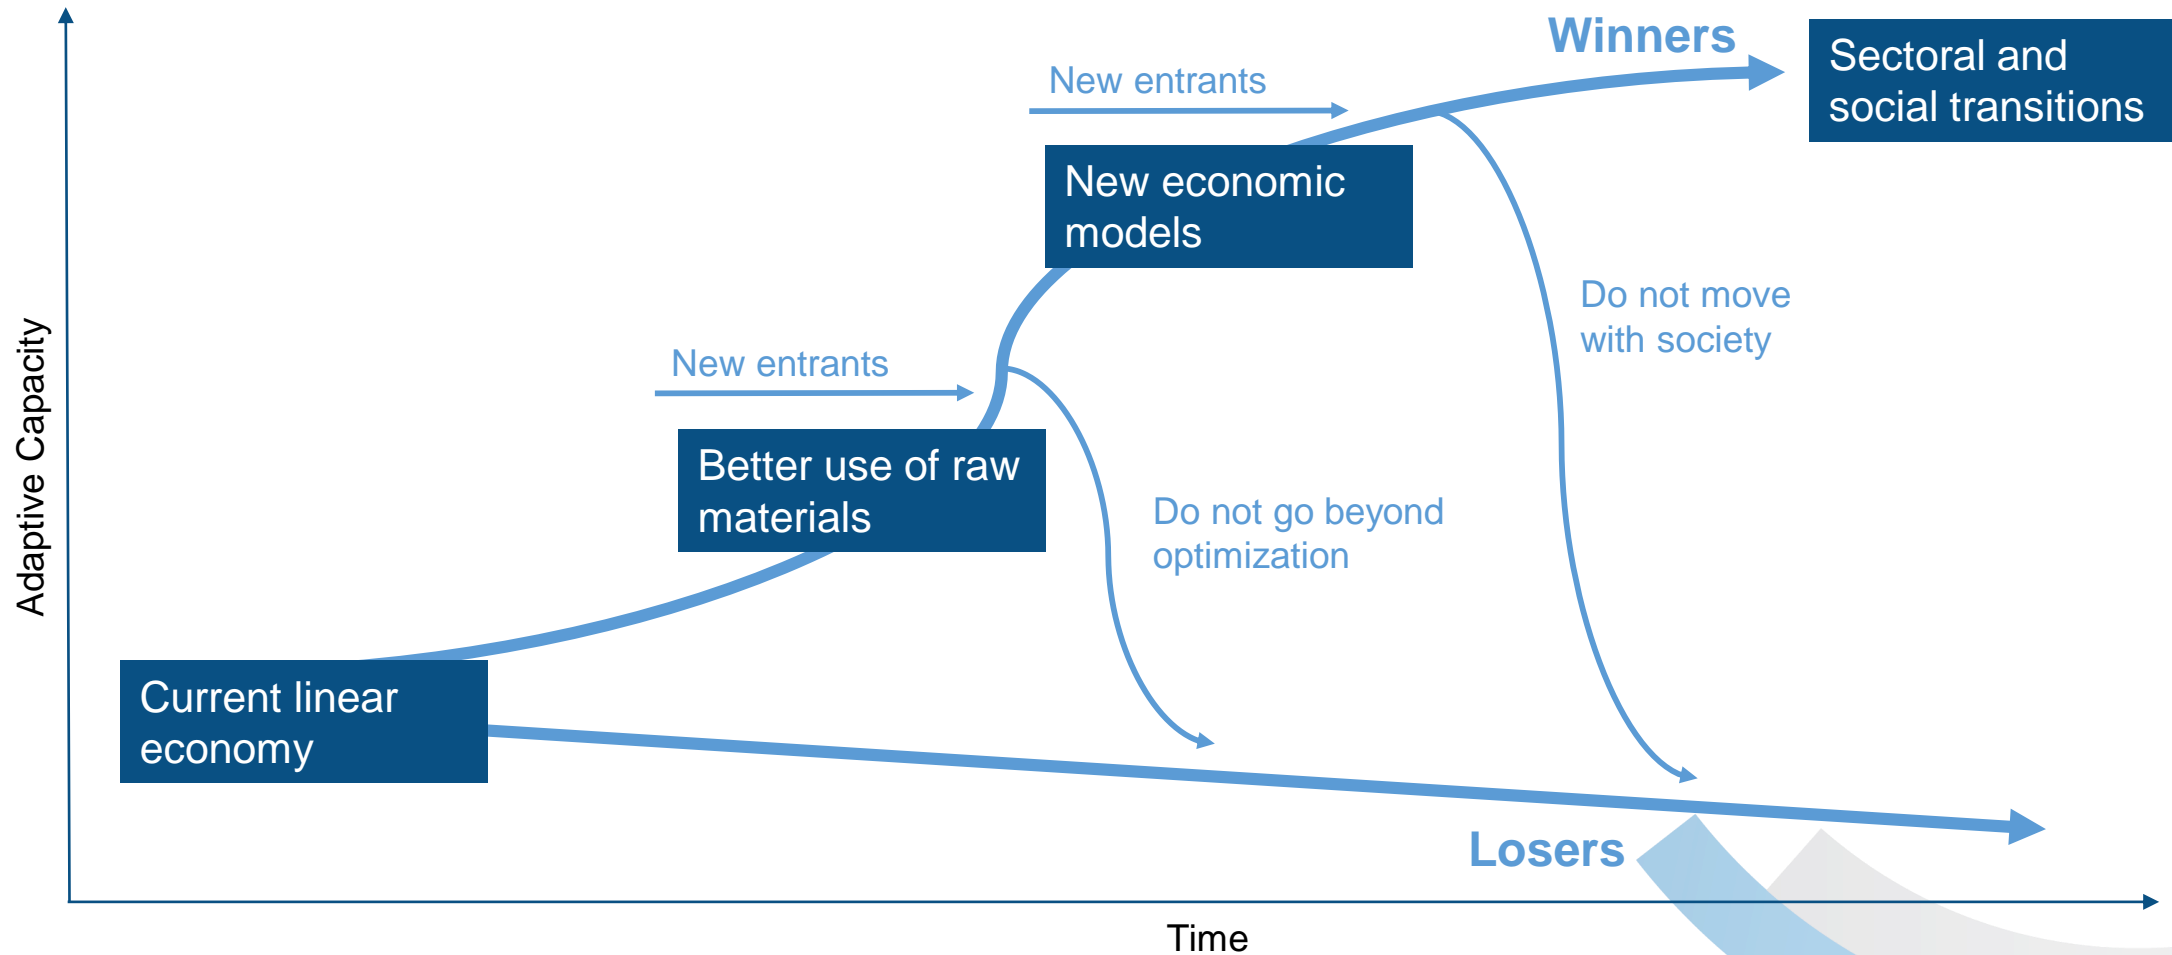 Winners
Sectoral and
social transitions
New entrants
New economic
models
Do not move
with society
New entrants
Better use of raw
materials
Do not go beyond
optimization
Adaptive Capacity
Current linear
economy
Losers
Time